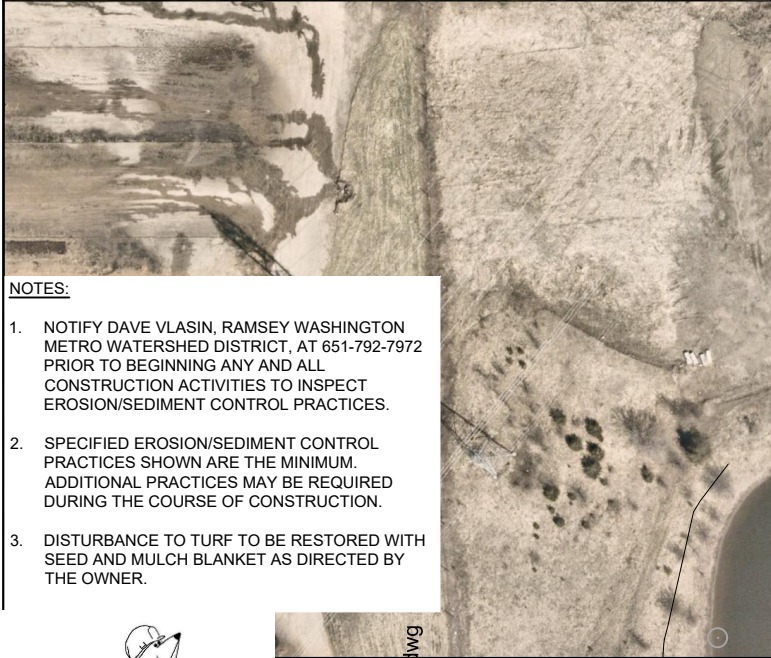 NOTES:
1. NOTIFY DAVE VLASIN, RAMSEY WASHINGTON
METRO WATERSHED DISTRICT, AT 651-792-7972
PRIOR TO BEGINNING ANY AND ALL
CONSTRUCTION ACTIVITIES TO INSPECT
EROSION/SEDIMENT CONTROL PRACTICES.
2. SPECIFIED EROSION/SEDIMENT CONTROL
PRACTICES SHOWN ARE THE MINIMUM.
ADDITIONAL PRACTICES MAY BE REQUIRED
DURING THE COURSE OF CONSTRUCTION.
3. DISTURBANCE TO TURF TO BE RESTORED WITH
SEED AND MULCH BLANKET AS DIRECTED BY
THE OWNER.
dwg